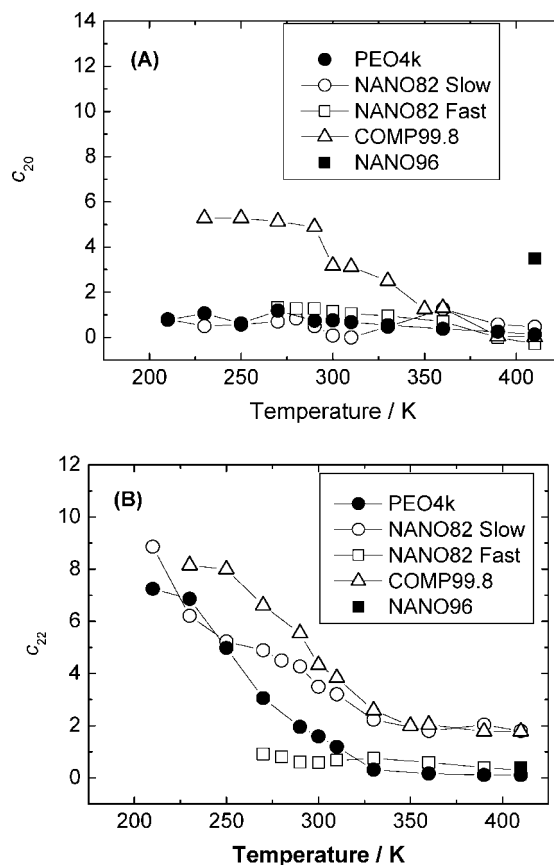 (A)
PEO4k
NANO82 Slow
NANO82 Fast
COMP99.8
NANO96
14
12
10
8
6
4
2
0
c20
200 250 300 350 400
Temperature / K
(B)
PEO4k
NANO82 Slow
NANO82 Fast
COMP99.8
NANO96
12
10
8
6
4
2
0
c22
200 250 300 350 400
Temperature / K